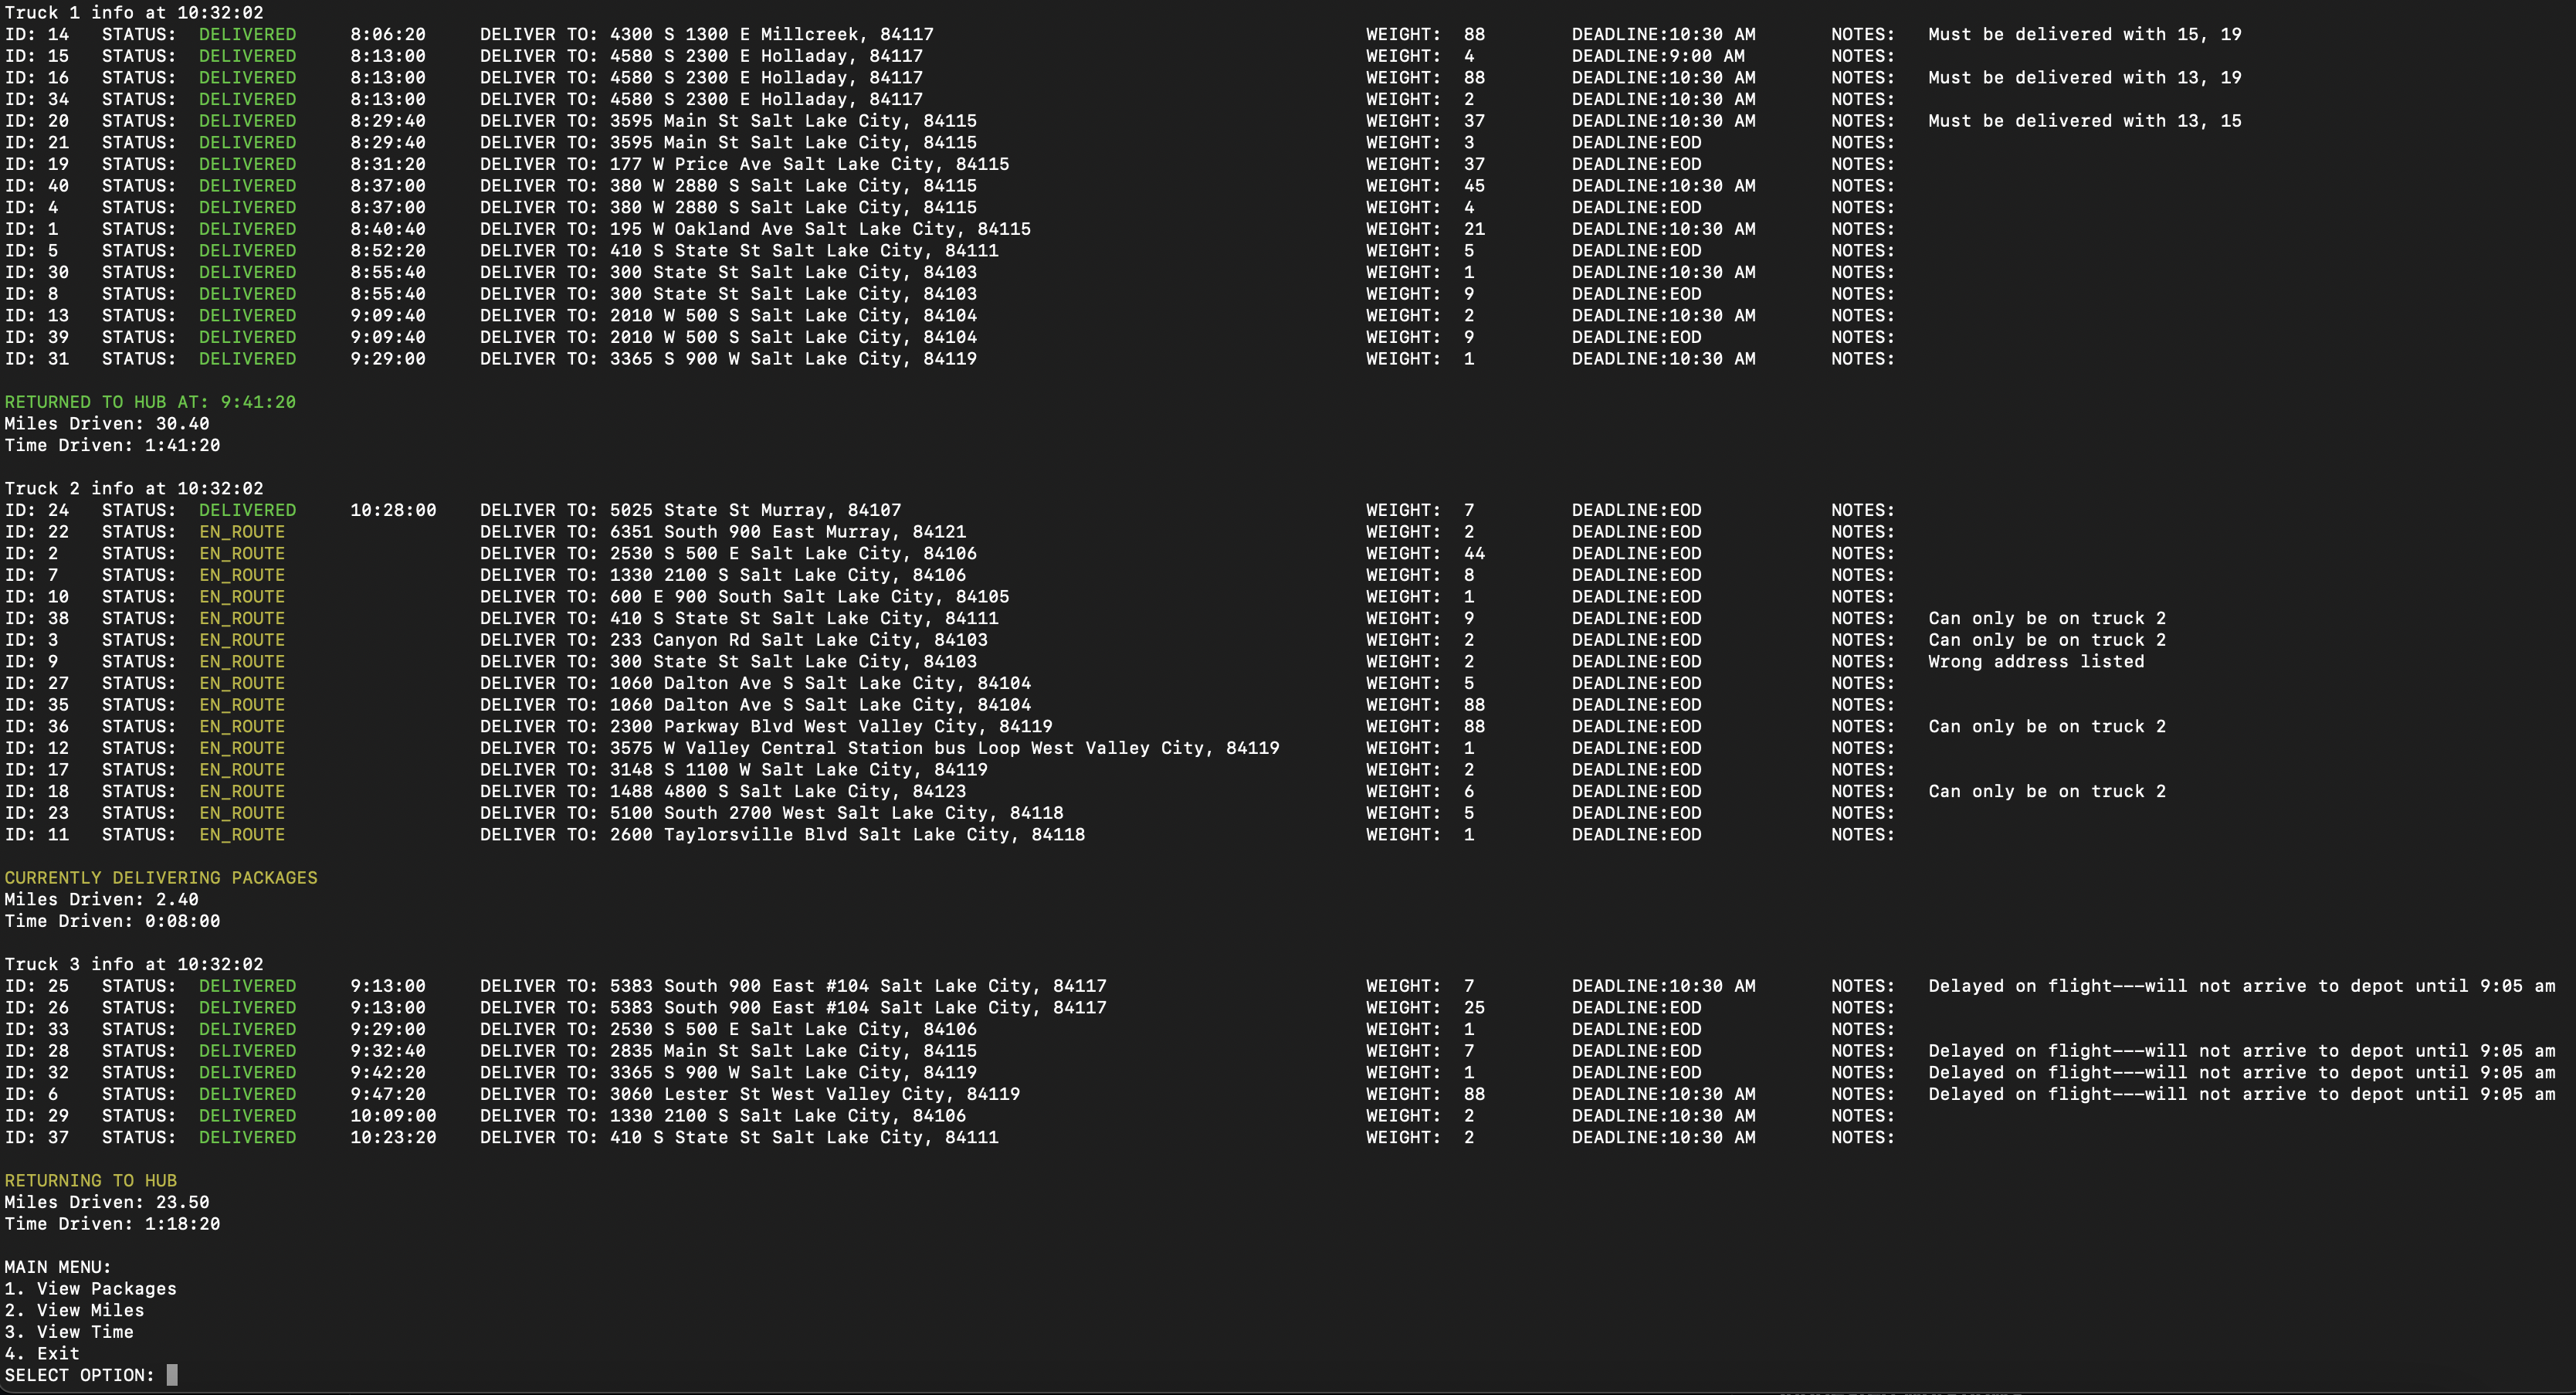 Truck 1 info at 10:32:02
ID: 14 STATUS: DELIVERED 8:06:20 DELIVER TO: 4300 S 1300 E Millcreek, 84117 WEIGHT: 88 DEADLINE:10:30 AM NOTES: Must be delivered with 15, 19
ID: 15 STATUS: DELIVERED 8:13:00 DELIVER TO: 4580 S 2300 E Holladay, 84117 WEIGHT: 4 DEADLINE:9:00 AM NOTES:
ID: 16 STATUS: DELIVERED 8:13:00 DELIVER TO: 4580 S 2300 E Holladay, 84117 WEIGHT: 88 DEADLINE:10:30 AM NOTES: Must be delivered with 13, 19
ID: 34 STATUS: DELIVERED 8:13:00 DELIVER TO: 4580 S 2300 E Holladay, 84117 WEIGHT: 2 DEADLINE:10:30 AM NOTES:
ID: 20 STATUS: DELIVERED 8:29:40 DELIVER TO: 3595 Main St Salt Lake City, 84115 WEIGHT: 37 DEADLINE:10:30 AM NOTES: Must be delivered with 13, 15
ID: 21 STATUS: DELIVERED 8:29:40 DELIVER TO: 3595 Main St Salt Lake City, 84115 WEIGHT: 3 DEADLINE:EOD NOTES:
ID: 19 STATUS: DELIVERED 8:31:20 DELIVER TO: 177 W Price Ave Salt Lake City, 84115 WEIGHT: 37 DEADLINE:EOD NOTES:
ID: 40 STATUS: DELIVERED 8:37:00 DELIVER TO: 380 W 2880 S Salt Lake City, 84115 WEIGHT: 45 DEADLINE:10:30 AM NOTES:
ID: 4 STATUS: DELIVERED 8:37:00 DELIVER TO: 380 W 2880 S Salt Lake City, 84115 WEIGHT: 4 DEADLINE:EOD NOTES:
ID: 1 STATUS: DELIVERED 8:40:40 DELIVER TO: 195 W Oakland Ave Salt Lake City, 84115 WEIGHT: 21 DEADLINE:10:30 AM NOTES:
ID: 5 STATUS: DELIVERED 8:52:20 DELIVER TO: 410 S State St Salt Lake City, 84111 WEIGHT: 5 DEADLINE:EOD NOTES:
ID: 30 STATUS: DELIVERED 8:55:40 DELIVER TO: 300 State St Salt Lake City, 84103 WEIGHT: 1 DEADLINE:10:30 AM NOTES:
ID: 8 STATUS: DELIVERED 8:55:40 DELIVER TO: 300 State St Salt Lake City, 84103 WEIGHT: 9 DEADLINE:EOD NOTES:
ID: 13 STATUS: DELIVERED 9:09:40 DELIVER TO: 2010 W 500 S Salt Lake City, 84104 WEIGHT: 2 DEADLINE:10:30 AM NOTES:
ID: 39 STATUS: DELIVERED 9:09:40 DELIVER TO: 2010 W 500 S Salt Lake City, 84104 WEIGHT: 9 DEADLINE:EOD NOTES:
ID: 31 STATUS: DELIVERED 9:29:00 DELIVER TO: 3365 S 900 W Salt Lake City, 84119 WEIGHT: 1 DEADLINE:10:30 AM NOTES:
RETURNED TO HUB AT: 9:41:20
Miles Driven: 30.40
Time Driven: 1:41:20
Truck 2 info at 10:32:02
ID: 24 STATUS: DELIVERED 10:28:00 DELIVER TO: 5025 State St Murray, 84107 WEIGHT: 7 DEADLINE:EOD NOTES:
ID: 22 STATUS: EN_ROUTE DELIVER TO: 6351 South 900 East Murray, 84121 WEIGHT: 2 DEADLINE:EOD NOTES:
ID: 2 STATUS: EN_ROUTE DELIVER TO: 2530 S 500 E Salt Lake City, 84106 WEIGHT: 44 DEADLINE:EOD NOTES:
ID: 7 STATUS: EN_ROUTE DELIVER TO: 1330 2100 S Salt Lake City, 84106 WEIGHT: 8 DEADLINE:EOD NOTES:
ID: 10 STATUS: EN_ROUTE DELIVER TO: 600 E 900 South Salt Lake City, 84105 WEIGHT: 1 DEADLINE:EOD NOTES:
ID: 38 STATUS: EN_ROUTE DELIVER TO: 410 S State St Salt Lake City, 84111 WEIGHT: 9 DEADLINE:EOD NOTES: Can only be on truck 2
ID: 3 STATUS: EN_ROUTE DELIVER TO: 233 Canyon Rd Salt Lake City, 84103 WEIGHT: 2 DEADLINE:EOD NOTES: Can only be on truck 2
ID: 9 STATUS: EN_ROUTE DELIVER TO: 300 State St Salt Lake City, 84103 WEIGHT: 2 DEADLINE:EOD NOTES: Wrong address listed
ID: 27 STATUS: EN_ROUTE DELIVER TO: 1060 Dalton Ave S Salt Lake City, 84104 WEIGHT: 5 DEADLINE:EOD NOTES:
ID: 35 STATUS: EN_ROUTE DELIVER TO: 1060 Dalton Ave S Salt Lake City, 84104 WEIGHT: 88 DEADLINE:EOD NOTES:
ID: 36 STATUS: EN_ROUTE DELIVER TO: 2300 Parkway Blvd West Valley City, 84119 WEIGHT: 88 DEADLINE:EOD NOTES: Can only be on truck 2
ID: 12 STATUS: EN_ROUTE DELIVER TO: 3575 W Valley Central Station bus Loop West Valley City, 84119 WEIGHT: 1 DEADLINE:EOD NOTES:
ID: 17 STATUS: EN_ROUTE DELIVER TO: 3148 S 1100 W Salt Lake City, 84119 WEIGHT: 2 DEADLINE:EOD NOTES:
ID: 18 STATUS: EN_ROUTE DELIVER TO: 1488 4800 S Salt Lake City, 84123 WEIGHT: 6 DEADLINE:EOD NOTES: Can only be on truck 2
ID: 23 STATUS: EN_ROUTE DELIVER TO: 5100 South 2700 West Salt Lake City, 84118 WEIGHT: 5 DEADLINE:EOD NOTES:
ID: 11 STATUS: EN_ROUTE DELIVER TO: 2600 Taylorsville Blvd Salt Lake City, 84118 WEIGHT: 1 DEADLINE:EOD NOTES:
CURRENTLY DELIVERING PACKAGES
Miles Driven: 2.40
Time Driven: 0:08:00
Truck 3 info at 10:32:02
ID: 25 STATUS: DELIVERED 9:13:00 DELIVER TO: 5383 South 900 East #104 Salt Lake City, 84117 WEIGHT: 7 DEADLINE:10:30 AM NOTES: Delayed on flight---will not arrive to depot until 9:05 am
ID: 26 STATUS: DELIVERED 9:13:00 DELIVER TO: 5383 South 900 East #104 Salt Lake City, 84117 WEIGHT: 25 DEADLINE:EOD NOTES:
ID: 33 STATUS: DELIVERED 9:29:00 DELIVER TO: 2530 S 500 E Salt Lake City, 84106 WEIGHT: 1 DEADLINE:EOD NOTES:
ID: 28 STATUS: DELIVERED 9:32:40 DELIVER TO: 2835 Main St Salt Lake City, 84115 WEIGHT: 7 DEADLINE:EOD NOTES: Delayed on flight---will not arrive to depot until 9:05 am
ID: 32 STATUS: DELIVERED 9:42:20 DELIVER TO: 3365 S 900 W Salt Lake City, 84119 WEIGHT: 1 DEADLINE:EOD NOTES: Delayed on flight---will not arrive to depot until 9:05 am
ID: 6 STATUS: DELIVERED 9:47:20 DELIVER TO: 3060 Lester St West Valley City, 84119 WEIGHT: 88 DEADLINE:10:30 AM NOTES: Delayed on flight---will not arrive to depot until 9:05 am
ID: 29 STATUS: DELIVERED 10:09:00 DELIVER TO: 1330 2100 S Salt Lake City, 84106 WEIGHT: 2 DEADLINE:10:30 AM NOTES:
ID: 37 STATUS: DELIVERED 10:23:20 DELIVER TO: 410 S State St Salt Lake City, 84111 WEIGHT: 2 DEADLINE:10:30 AM NOTES:
RETURNING TO HUB
Miles Driven: 23.50
Time Driven: 1:18:20
MAIN MENU:
1. View Packages
2. View Miles
3. View Time
4. Exit
SELECT OPTION: